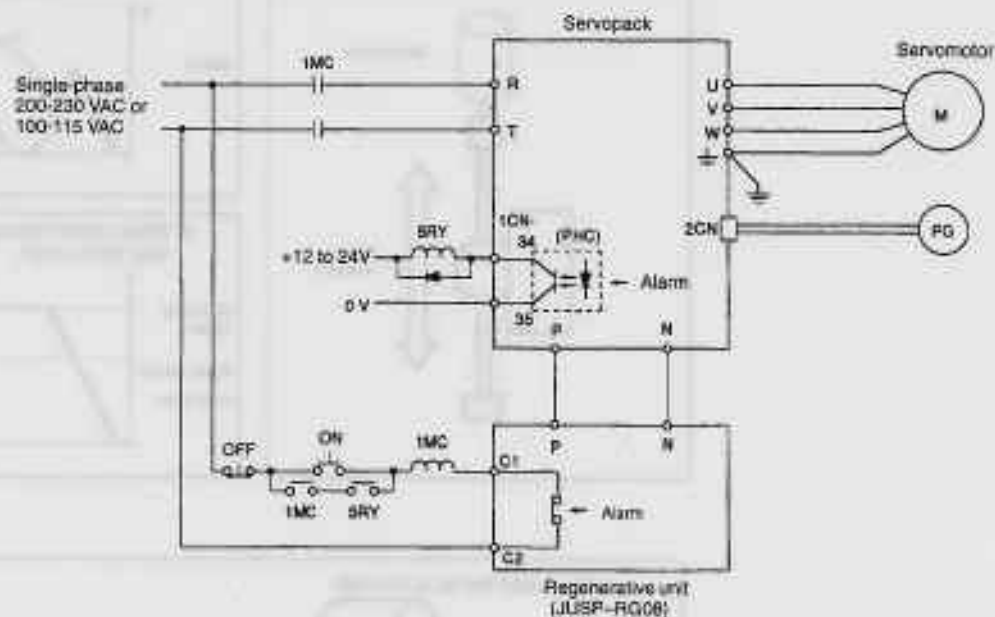 Servopack
Servomotor
1MC
Single-phase
200-230 VAC or
100-115 VAC
R
T
U
V
W
M
1CN-
5RY
34
(PHC)
2CN
PG
+12 to 24V
Alarm
0 V
35
P
N
P
N
OFF
ON
1MC
C1
1MC
5RY
Alarm
C2
Regenerative unit
(JUSP-RG08)